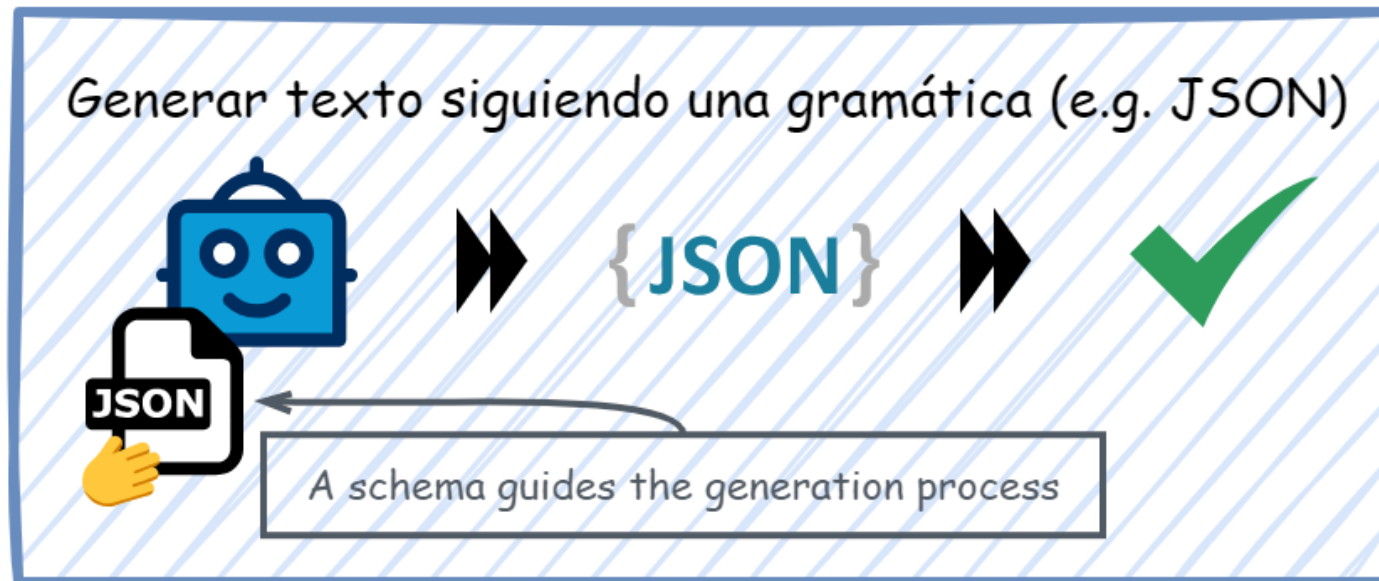 Generar texto siguiendo una gramática (e.g. JSON)
{JSON}
JSON
A schema guides the generation process